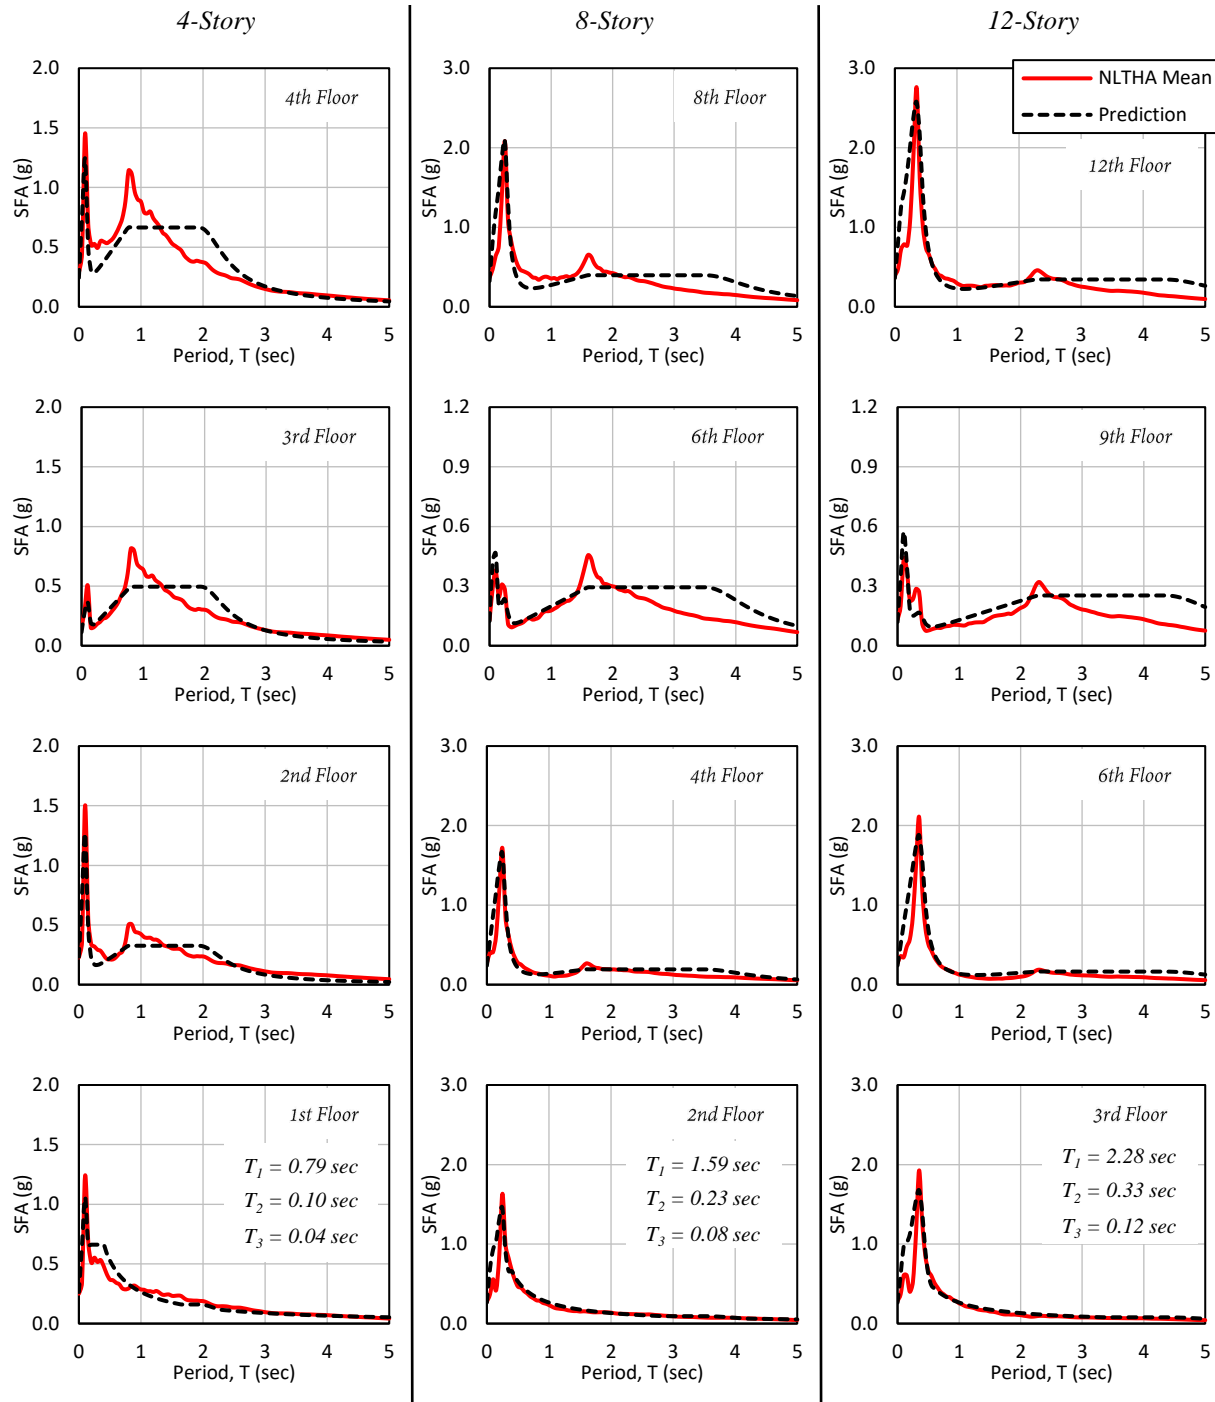 4-Story 8-Story 12-Story
2.0
1.5
1.0
0.5
0.0
SFA (g)
4th Floor
0 1 2 3 4 5
Period, T (sec)
3.0
2.0
1.0
0.0
SFA (g)
8th Floor
0 1 2 3 4 5
Period, T (sec)
3.0
2.0
1.0
0.0
SFA (g)
NLTHA Mean
Prediction
12th Floor
0 1 2 3 4 5
Period, T (sec)
2.0
1.5
1.0
0.5
0.0
SFA (g)
3rd Floor
0 1 2 3 4 5
Period, T (sec)
1.2
0.9
0.6
0.3
0.0
SFA (g)
6th Floor
0 1 2 3 4 5
Period, T (sec)
1.2
0.9
0.6
0.3
0.0
SFA (g)
9th Floor
0 1 2 3 4 5
Period, T (sec)
2.0
1.5
1.0
0.5
0.0
SFA (g)
2nd Floor
0 1 2 3 4 5
Period, T (sec)
3.0
2.0
1.0
0.0
SFA (g)
4th Floor
0 1 2 3 4 5
Period, T (sec)
3.0
2.0
1.0
0.0
SFA (g)
6th Floor
0 1 2 3 4 5
Period, T (sec)
2.0
1.5
1.0
0.5
0.0
SFA (g)
1st Floor
T1 = 0.79 sec
T2 = 0.10 sec
T3 = 0.04 sec
0 1 2 3 4 5
Period, T (sec)
3.0
2.0
1.0
0.0
SFA (g)
2nd Floor
T1 = 1.59 sec
T2 = 0.23 sec
T3 = 0.08 sec
0 1 2 3 4 5
Period, T (sec)
3.0
2.0
1.0
0.0
SFA (g)
3rd Floor
T1 = 2.28 sec
T2 = 0.33 sec
T3 = 0.12 sec
0 1 2 3 4 5
Period, T (sec)